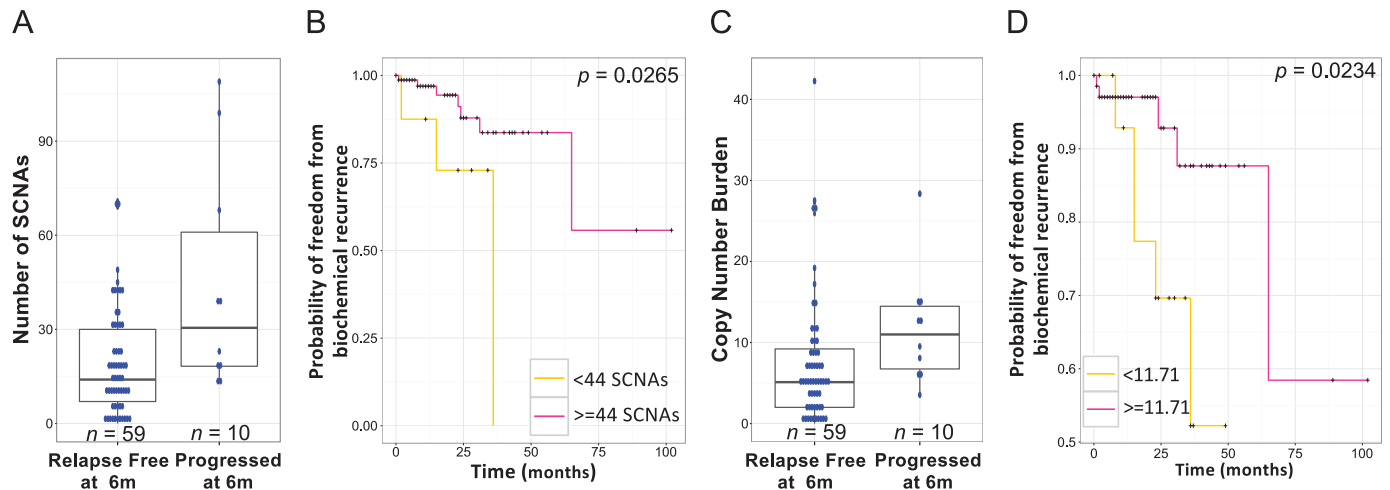 A
Number of SCNAs
90
60
30
0
n = 59
n = 10
Relapse Free
at 6m
Progressed
at 6m
B
Probability of freedom from
biochemical recurrence
1.00
0.75
0.50
0.25
0.00
p = 0.0265
<44 SCNAs
>=44 SCNAs
0
25
50
75
100
Time (months)
C
Copy Number Burden
40
30
20
10
0
n = 59
n = 10
Relapse Free
at 6m
Progressed
at 6m
D
Probability of freedom from
biochemical recurrence
1.0
0.9
0.8
0.7
0.6
0.5
p = 0.0234
<11.71
>=11.71
0
25
50
75
100
Time (months)